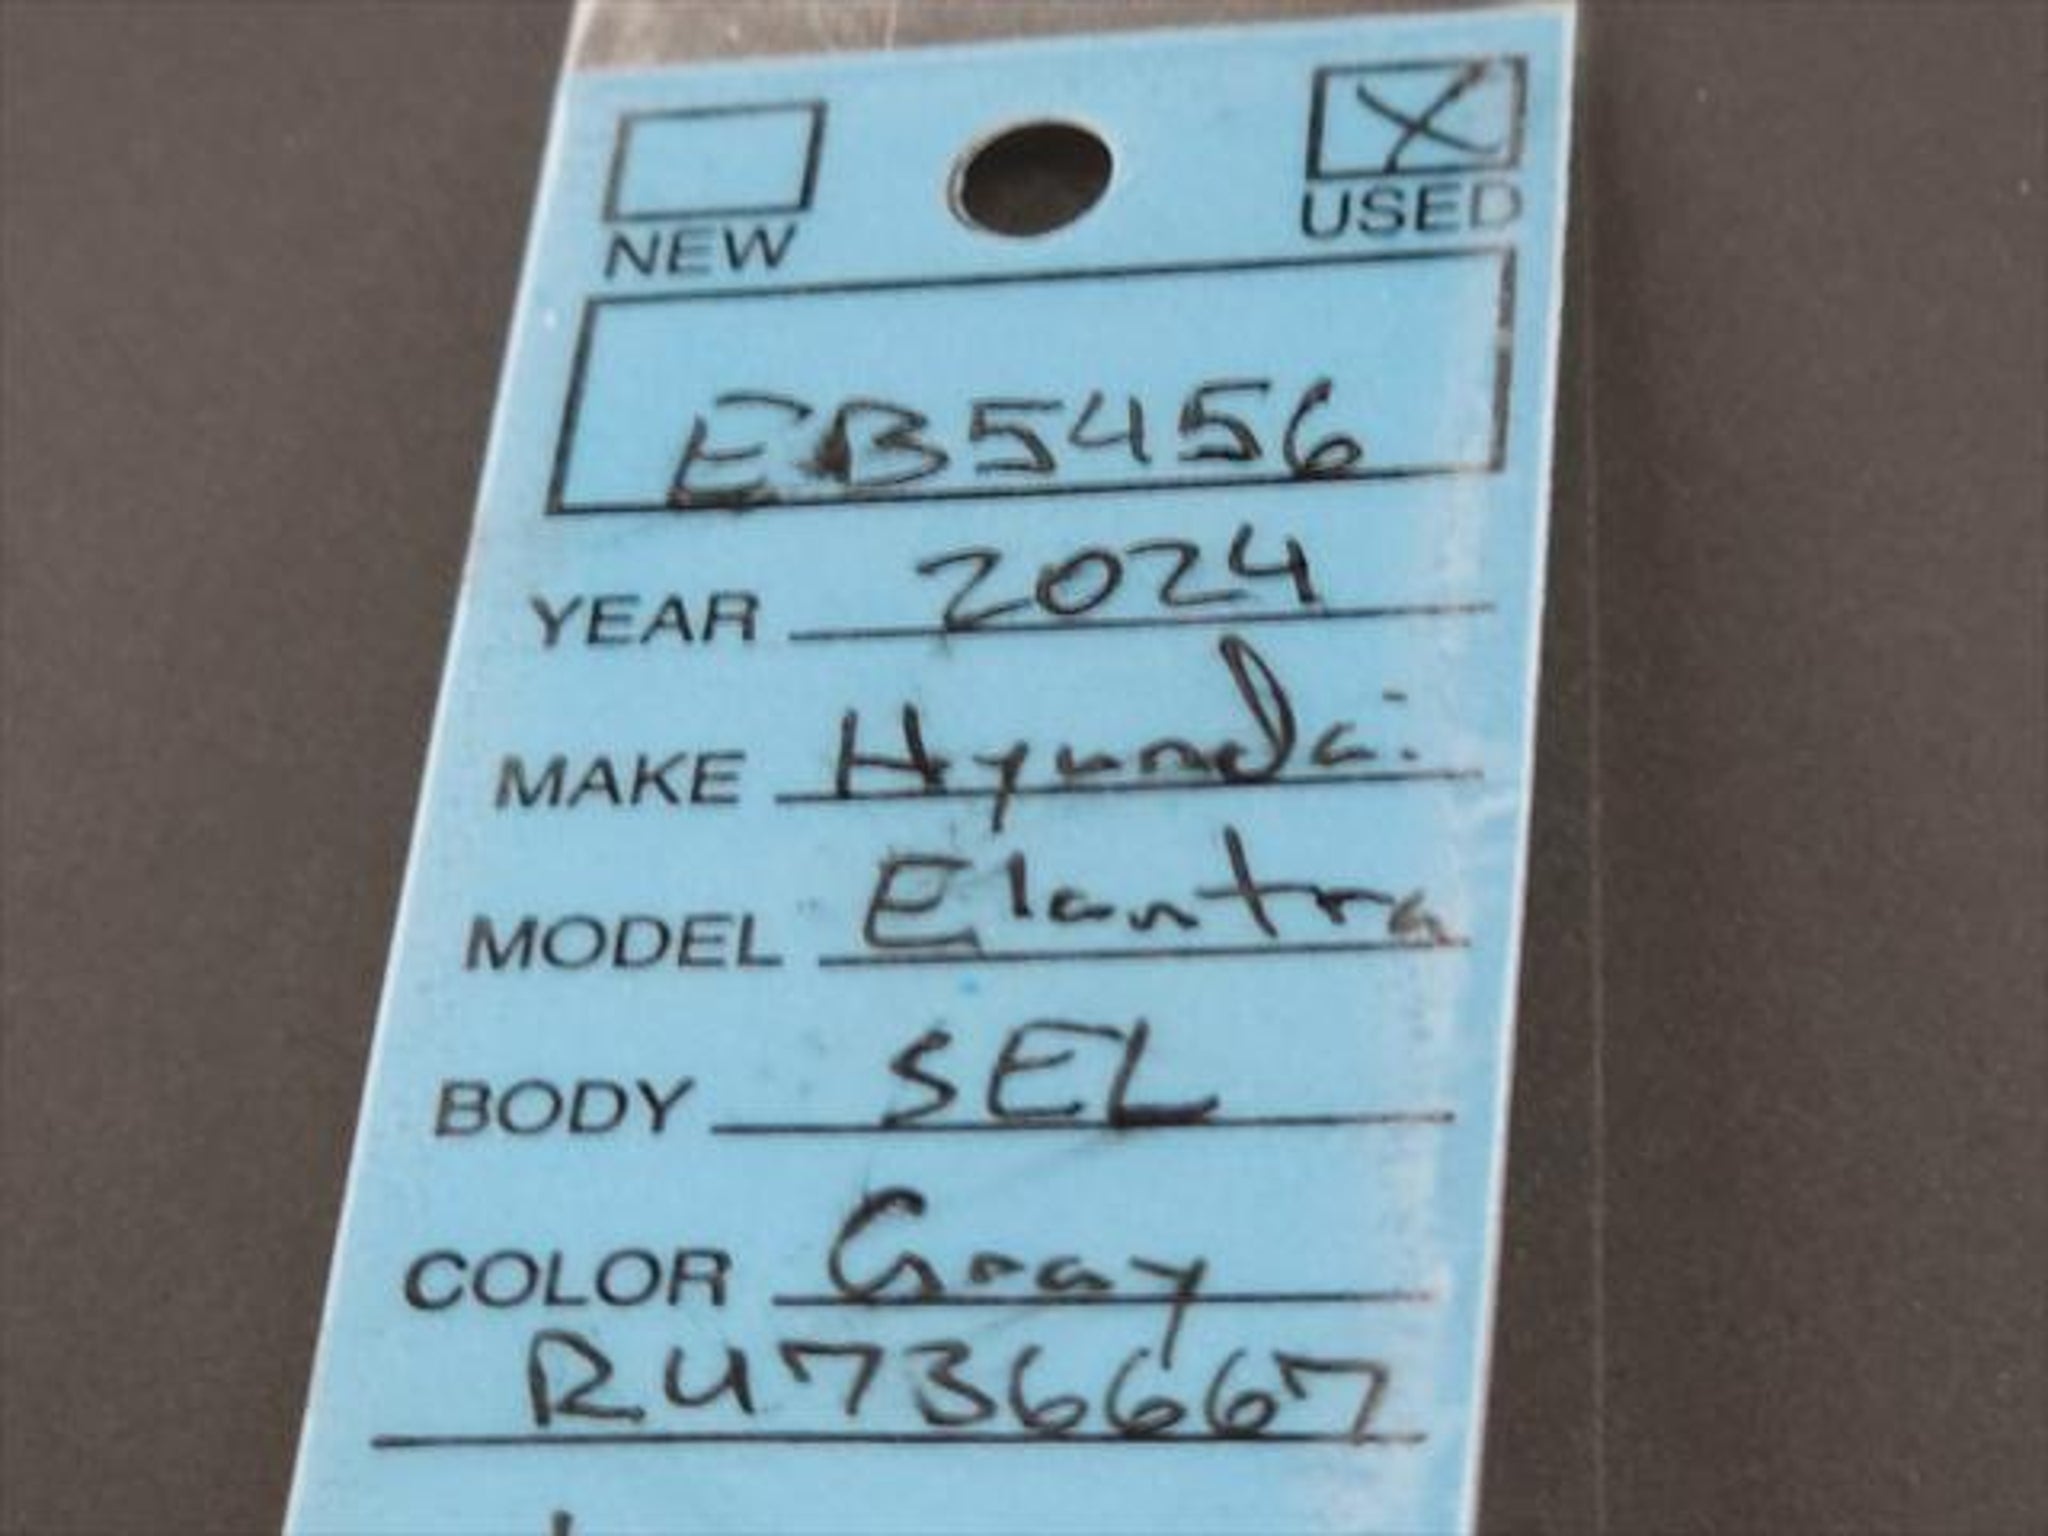 NEW USED
EB5456
YEAR 2024
MAKE Hyundai
MODEL Elantra
BODY SEL
COLOR Gray
RU736667